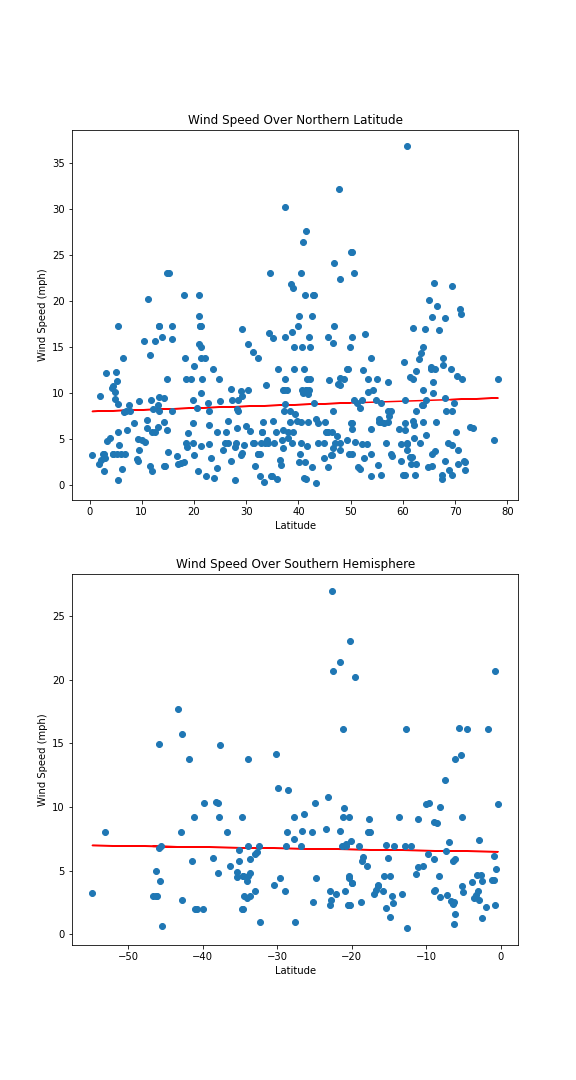 Wind Speed Over Northern Latitude
35
30
25
20
15
10
5
0
Wind Speed (mph)
0 10 20 30 40 50 60 70 80
Latitude
Wind Speed Over Southern Hemisphere
25
20
15
10
5
0
Wind Speed (mph)
−50 −40 −30 −20 −10 0
Latitude